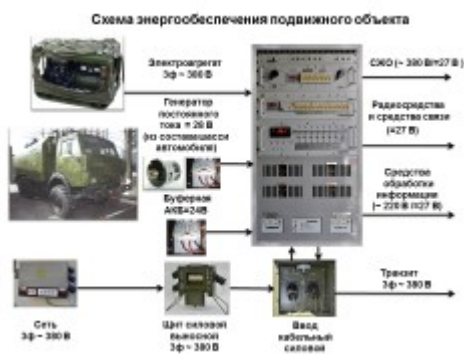 Схема энергообеспечения подвижного объекта
Электроагрегат
3ф ~ 380 В
Генератор
постоянного
тока = 28 В
(из состава шасси
автомобиля)
Буферная
АКБ=24В
СЖО (~ 380 В/=27 В)
Радиосредства
и средства связи
(=27В)
Средства
обработки
информации
(~ 220 В /=27 В)
Транзит
3ф ~ 380 В
Сеть
3ф ~ 380 В
Щит силовой
выносной
3ф ~ 380 В
Ввод
кабельный
силовой